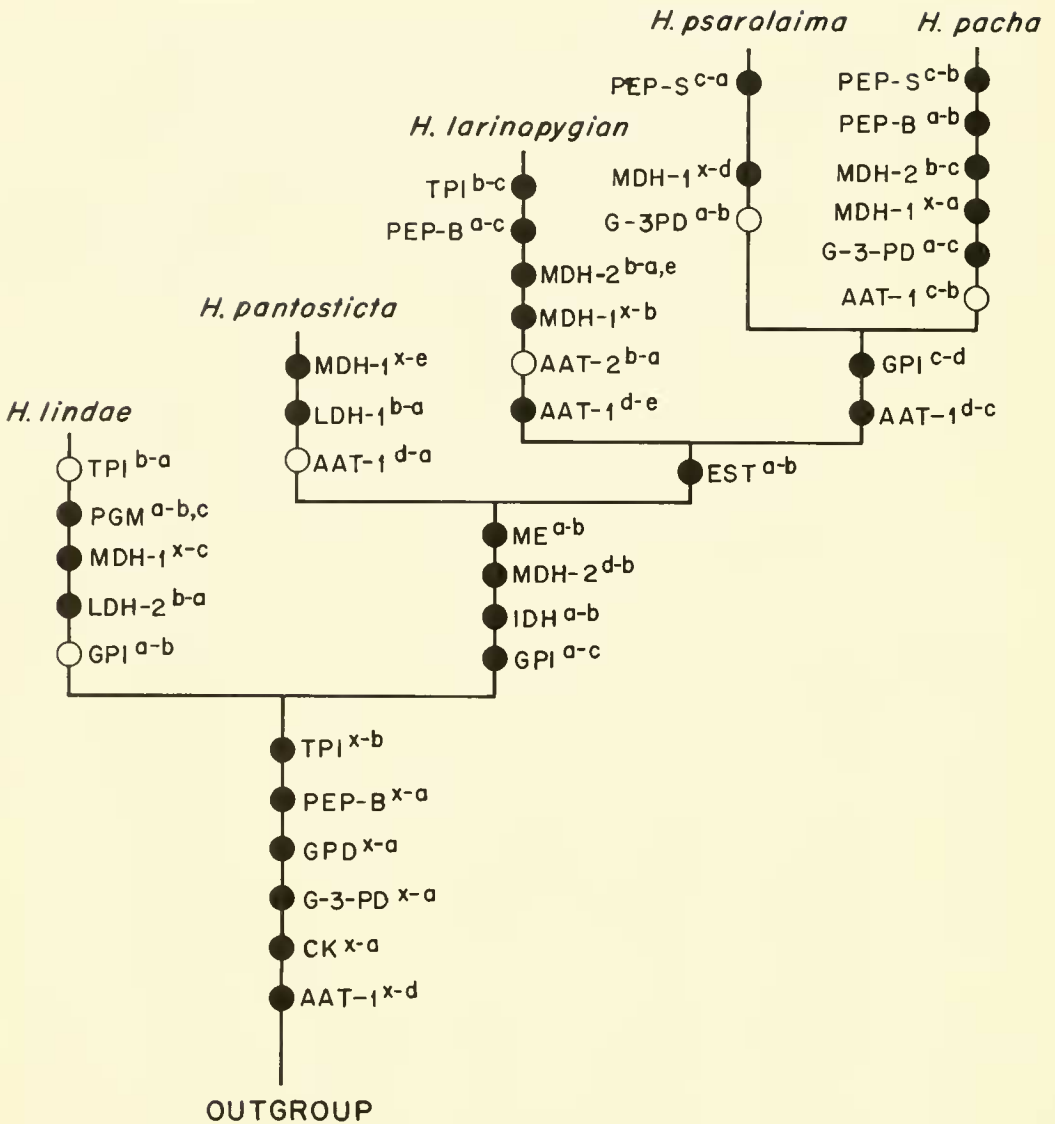 H. psarolaima
H. pacha
PEP-S c-a
MDH-1 x-d
G-3PD a-b
PEP-S c-b
PEP-B a-b
MDH-2 b-c
MDH-1 x-a
G-3-PD a-c
AAT-1 c-b
GPI c-d
AAT-1 d-c
H. larinopygian
TPI b-c
PEP-B a-c
MDH-2 b-a,e
MDH-1 x-b
AAT-2 b-a
AAT-1 d-e
EST a-b
H. pantosticta
MDH-1 x-e
LDH-1 b-a
AAT-1 d-a
ME a-b
MDH-2 d-b
IDH a-b
GPI a-c
H. lindae
TPI b-a
PGM a-b,c
MDH-1 x-c
LDH-2 b-a
GPI a-b
TPI x-b
PEP-B x-a
GPD x-a
G-3-PD x-a
CK x-a
AAT-1 x-d
OUTGROUP